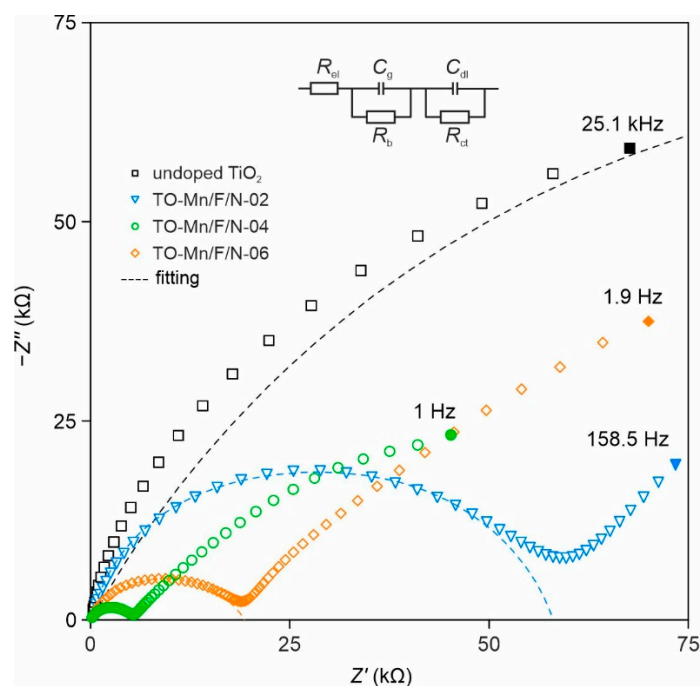 75
R_el
C_g
C_dl
R_b
R_ct
25.1 kHz
undoped TiO₂
TO-Mn/F/N-02
TO-Mn/F/N-04
TO-Mn/F/N-06
fitting
50
−Z″ (kΩ)
1.9 Hz
1 Hz
158.5 Hz
25
0
0
25
50
75
Z′ (kΩ)